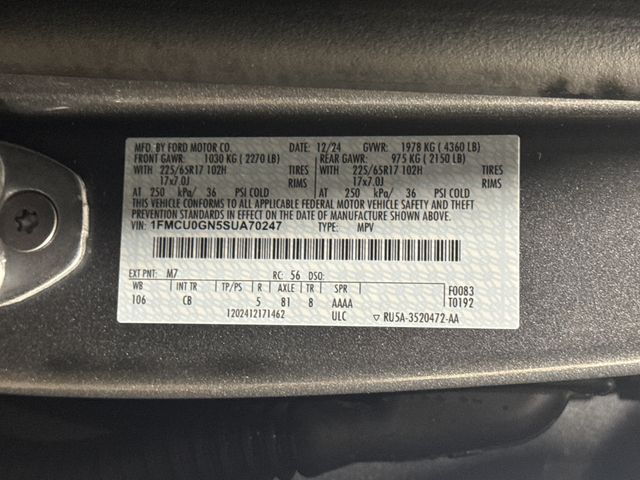 MFD. BY FORD MOTOR CO. 12/24 GVWR: 1978 KG ( 4360 LB)
FRONT GAWR: 1030 KG ( 2270 LB) REAR GAWR: 975 KG ( 2150 LB)
WITH 225/65R17 102H TIRES WITH 225/65R17 102H TIRES
17x7.0J RIMS 17x7.0J RIMS
AT 250 kPa/ 36 PSI COLD AT 250 kPa/ 36 PSI COLD
THIS VEHICLE CONFORMS TO ALL APPLICABLE FEDERAL MOTOR VEHICLE SAFETY
AND THEFT PREVENTION STANDARDS IN EFFECT ON THE DATE OF MANUFACTURE SHOWN ABOVE.
VIN: 1FMCU0GN5SUA70247 TYPE: MPV
EXT PNT: M7 RC: 56 DSO:
WB INT TR TP/PS R AXLE TR SPR F0083
106 CB 5 81 8 AAAA T0192
1202412171462 ULC ▽ RU5A-3520472-AA